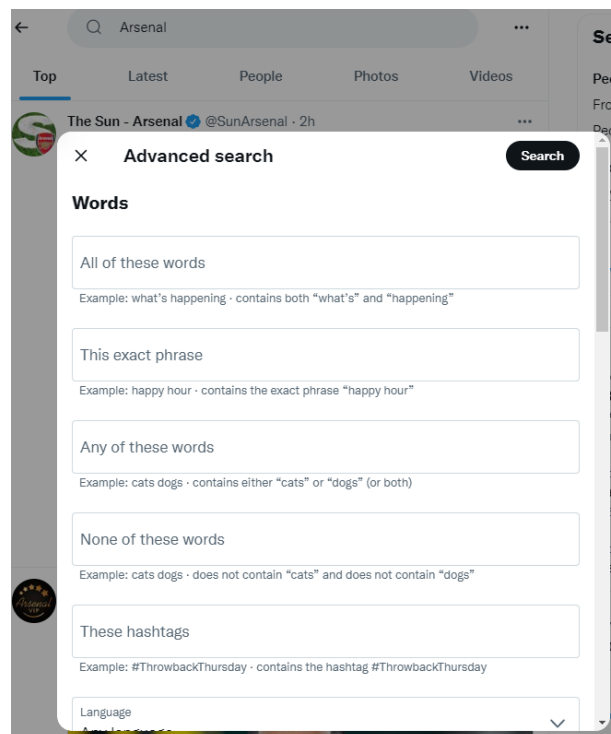 Arsenal
Top Latest People Photos Videos
The Sun - Arsenal @SunArsenal · 2h
Advanced search
Search
Words
All of these words
Example: what’s happening · contains both “what’s” and “happening”
This exact phrase
Example: happy hour · contains the exact phrase “happy hour”
Any of these words
Example: cats dogs · contains either “cats” or “dogs” (or both)
None of these words
Example: cats dogs · does not contain “cats” and does not contain “dogs”
Arsenal
VIP
These hashtags
Example: #ThrowbackThursday · contains the hashtag #ThrowbackThursday
Language
Any language